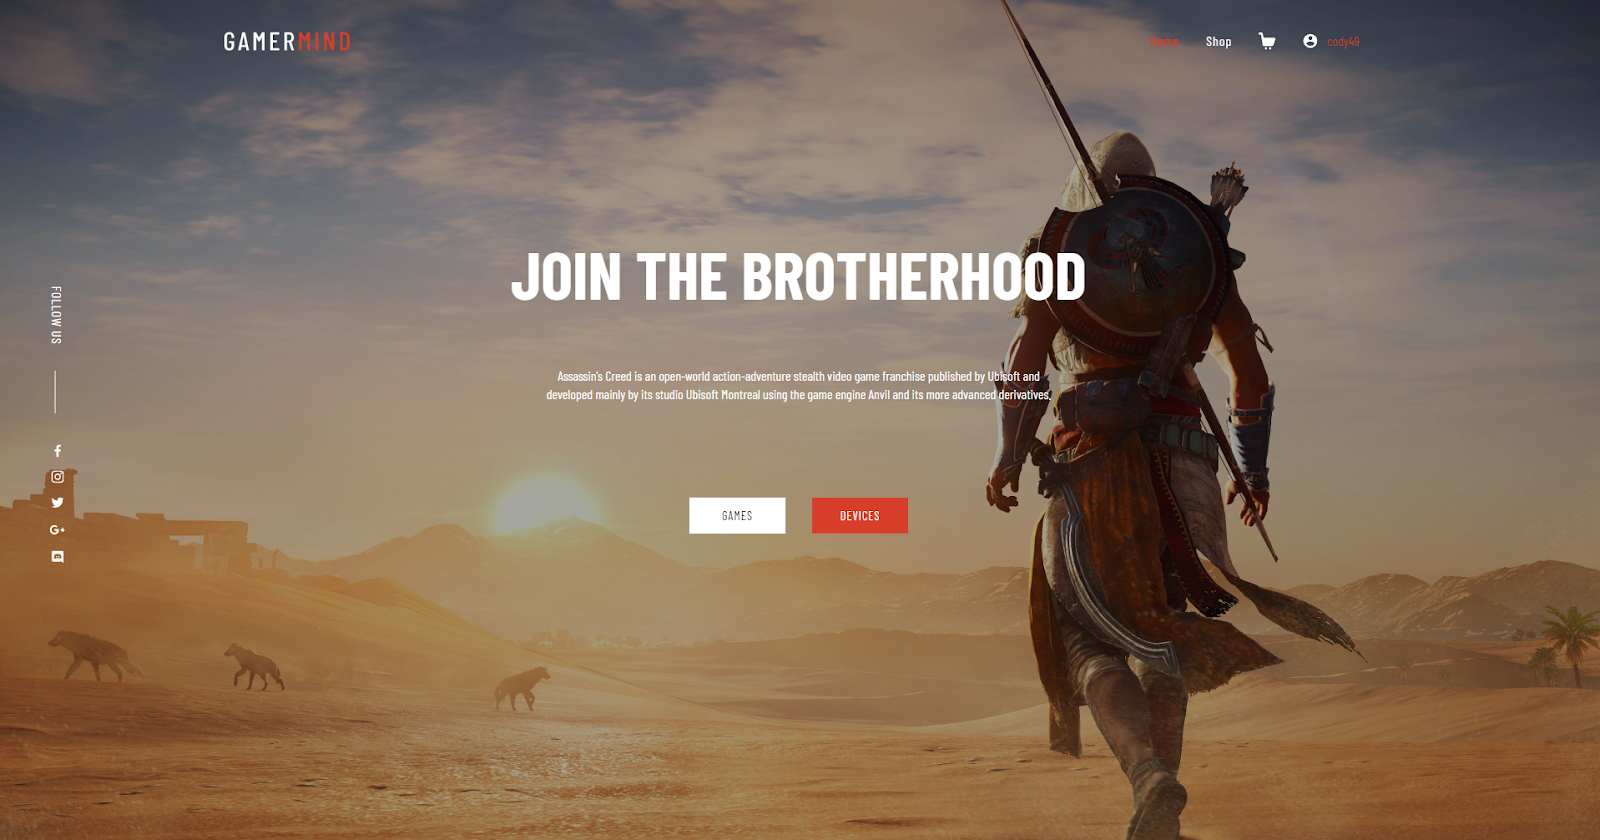 GAMERMIND
Home
Shop
cody49
JOIN THE BROTHERHOOD
Assassin's Creed is an open-world action-adventure stealth video game franchise published by Ubisoft and
developed mainly by its studio Ubisoft Montreal using the game engine Anvil and its more advanced derivatives.
GAMES
DEVICES
FOLLOW US